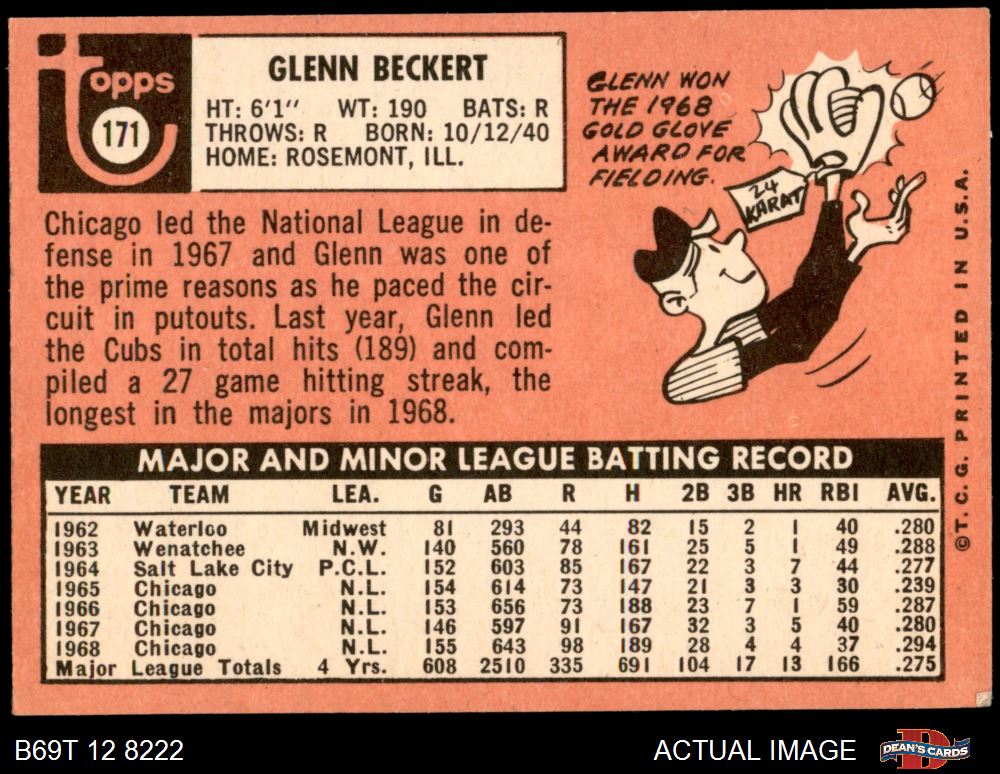 Topps
171
GLENN BECKERT
HT: 6'1" WT: 190 BATS: R
THROWS: R BORN: 10/12/40
HOME: ROSEMONT, ILL.
GLENN WON
THE 1968
GOLD GLOVE
AWARD FOR
FIELDING.
24
KARAT
Chicago led the National League in de-
fense in 1967 and Glenn was one of
the prime reasons as he paced the cir-
cuit in putouts. Last year, Glenn led
the Cubs in total hits (189) and com-
piled a 27 game hitting streak, the
longest in the majors in 1968.
MAJOR AND MINOR LEAGUE BATTING RECORD
YEAR TEAM LEA. G AB R H 2B 3B HR RBI AVG.
1962 Waterloo Midwest 81 293 44 82 15 2 1 40 .280
1963 Wenatchee N.W. 140 560 78 161 25 5 1 49 .288
1964 Salt Lake City P.C.L. 152 603 85 167 22 3 7 44 .277
1965 Chicago N.L. 154 614 73 147 21 3 3 30 .239
1966 Chicago N.L. 153 656 73 188 23 7 1 59 .287
1967 Chicago N.L. 146 597 91 167 32 3 5 40 .280
1968 Chicago N.L. 155 643 98 189 28 4 4 37 .294
Major League Totals 4 Yrs. 608 2510 335 691 104 17 13 166 .275
© T. C. G. PRINTED IN U.S.A.
B69T 12 8222
ACTUAL IMAGE
DEAN'S CARDS